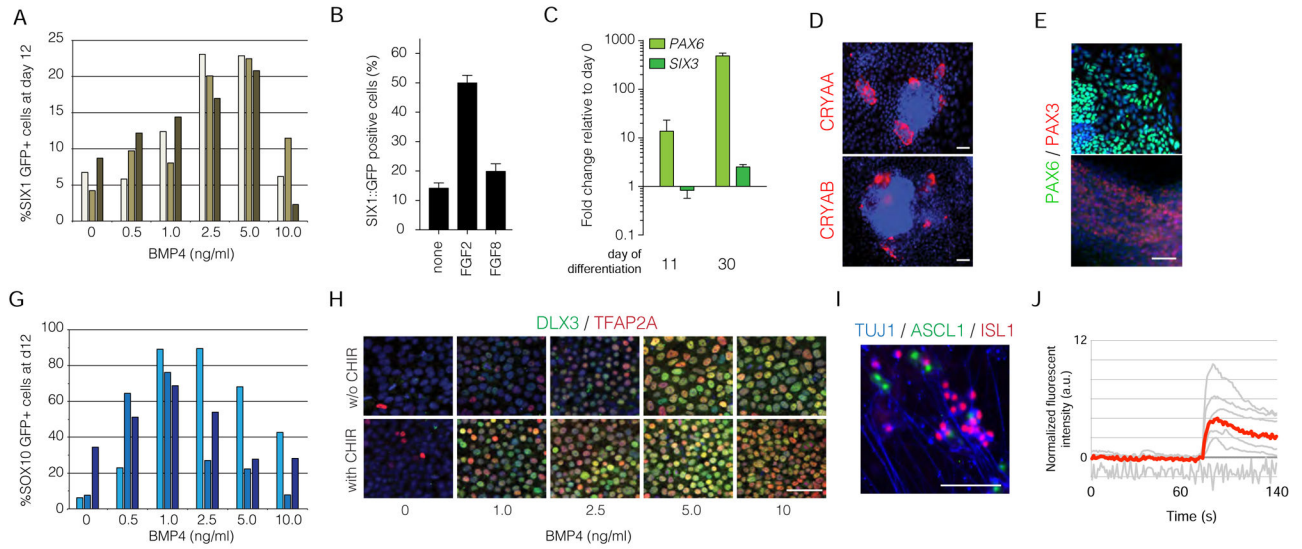 A
%SIX1 GFP+ cells at day 12
25
20
15
10
5
0
0 0.5 1.0 2.5 5.0 10.0
BMP4 (ng/ml)
B
SIX1::GFP positive cells (%)
60
50
40
30
20
10
0
none
FGF2
FGF8
C
Fold change relative to day 0
1000
100
10
1
0.1
PAX6
SIX3
day of
differentiation
11 30
D
CRYAA
CRYAB
E
PAX6 / PAX3
G
%SOX10 GFP+ cells at d12
100
80
60
40
20
0
0 0.5 1.0 2.5 5.0 10.0
BMP4 (ng/ml)
H
DLX3 / TFAP2A
w/o CHIR
with CHIR
0 1.0 2.5 5.0 10
BMP4 (ng/ml)
I
TUJ1 / ASCL1 / ISL1
J
Normalized fluorescent
intensity (a.u.)
12
0
0 60 140
Time (s)